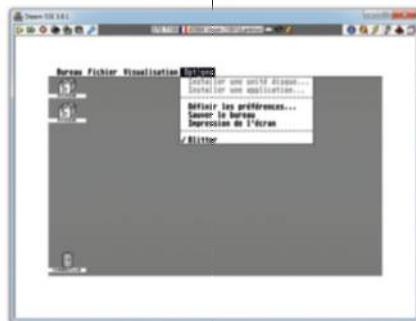 Steem SSE 3.8.1
Bureau Fichier Visualisation Options
Installer une unité disque...
Installer une application...
Définir les préférences...
Sauver le bureau
Impression de l'écran
✓ Blitter